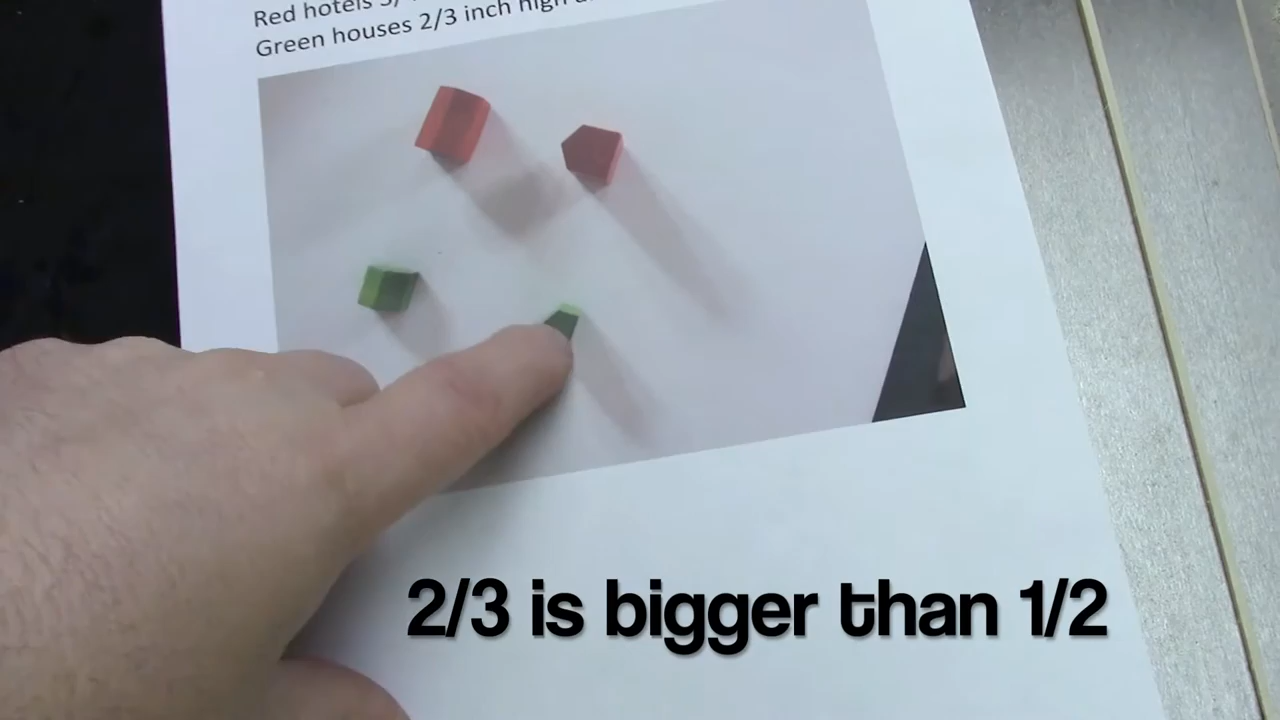 Red hotels
Green houses 2/3 inch high
2/3 is bigger than 1/2